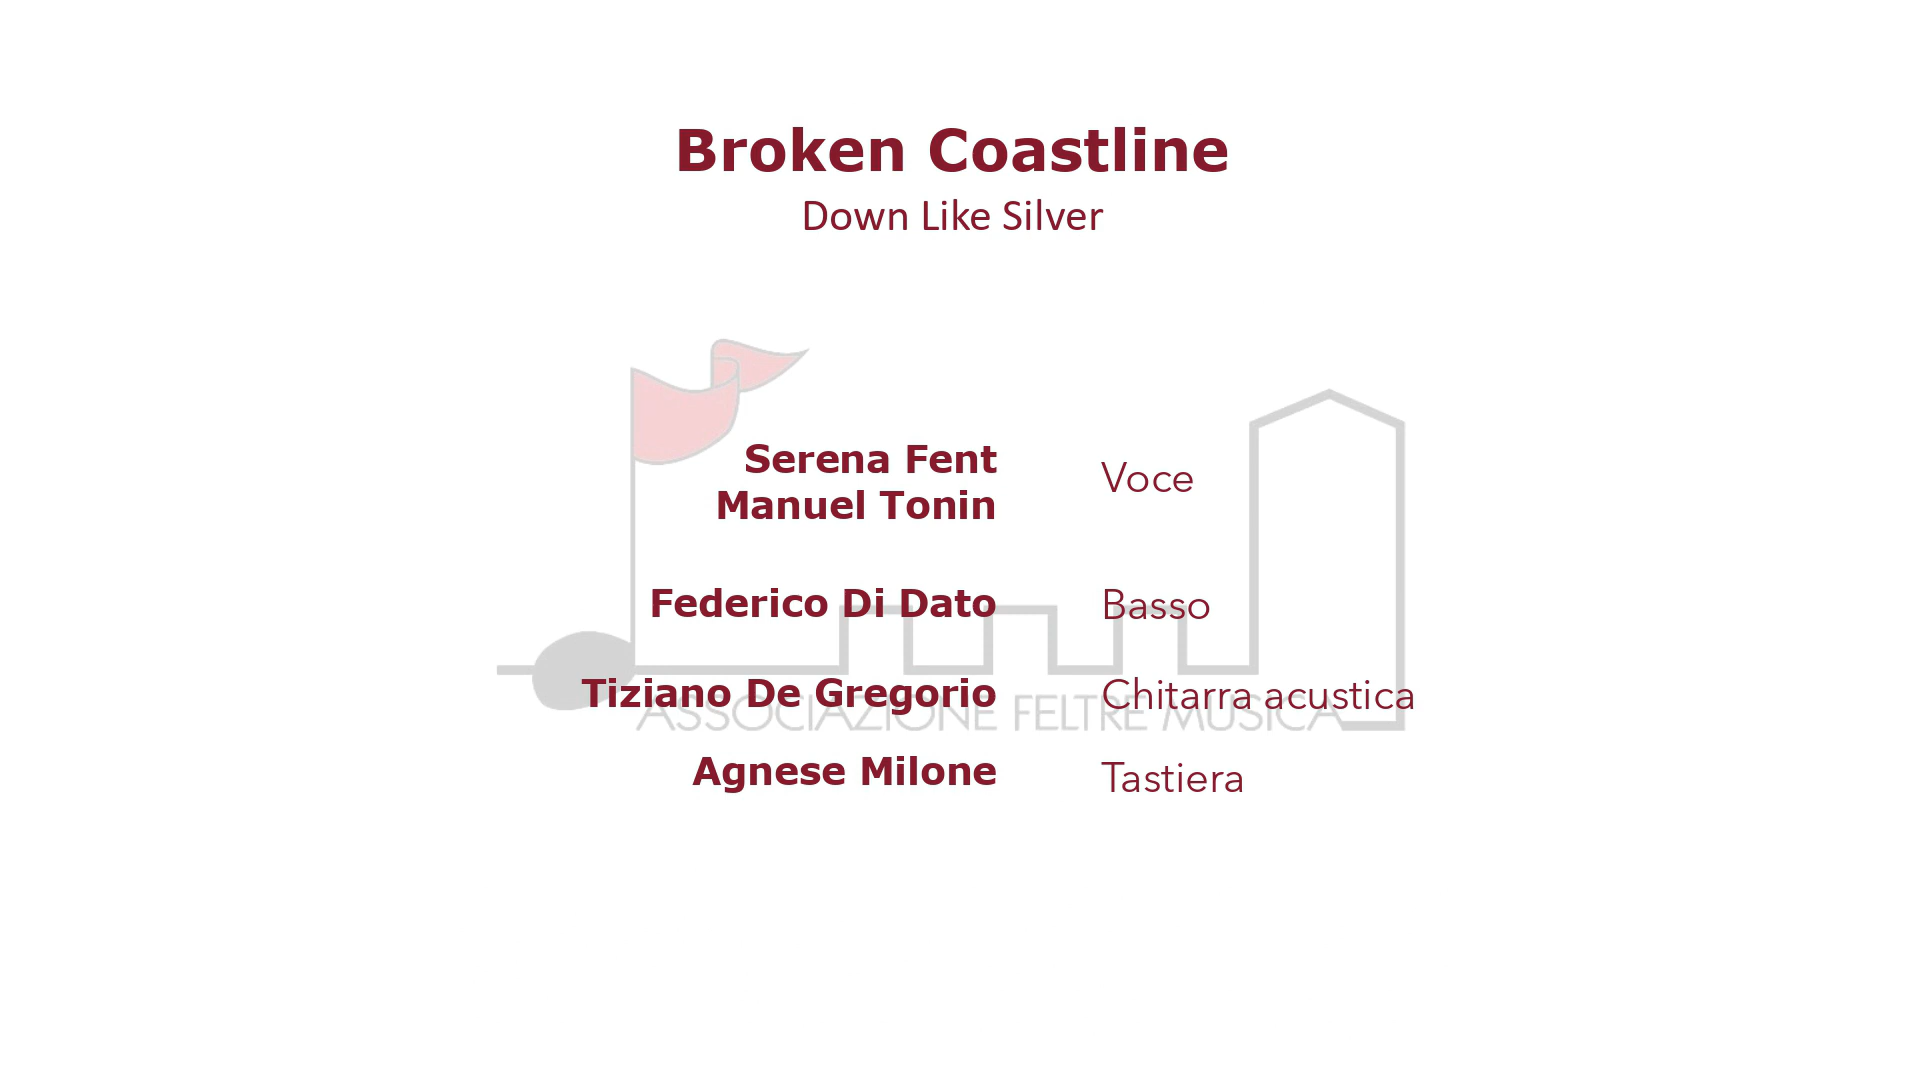 Broken Coastline
Down Like Silver
Serena Fent
Manuel Tonin
Voce
Federico Di Dato
Basso
Tiziano De Gregorio
Chitarra acustica
ASSOCIAZIONE FELTRE MUSICA
Agnese Milone
Tastiera